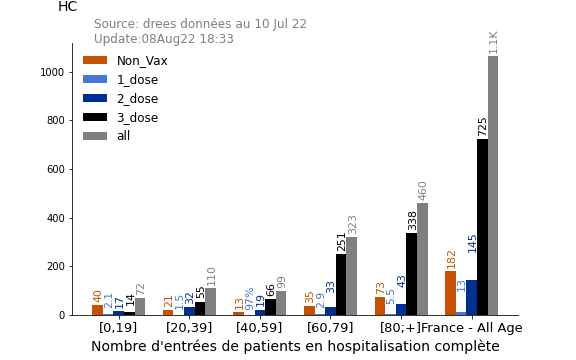 HC
Source: drees données au 10 Jul 22
Update:08Aug22 18:33
Non_Vax
1_dose
2_dose
3_dose
all
1000
800
600
400
200
0
40 2.1 17 14 72
21 1.5 32 55 110
13 97% 19 66 99
35 2.9 33 251 323
73 5.5 43 338 460
182 13 145 725 1.1K
[0,19] [20,39] [40,59] [60,79] [80;+] France - All Age
Nombre d'entrées de patients en hospitalisation complète